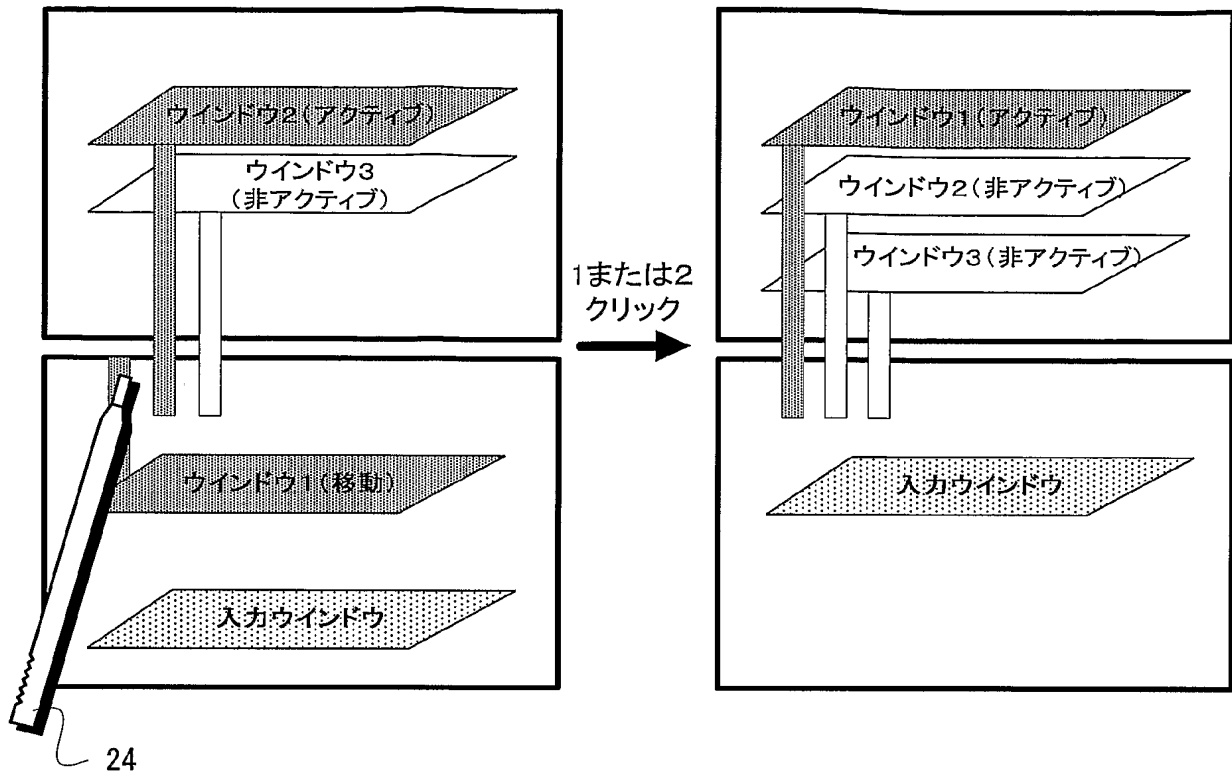 ウインドウ2(アクティブ)
ウインドウ3
(非アクティブ)
ウインドウ1(移動)
入力ウインドウ
24
1または2
クリック
ウインドウ1(アクティブ)
ウインドウ2(非アクティブ)
ウインドウ3(非アクティブ)
入力ウインドウ